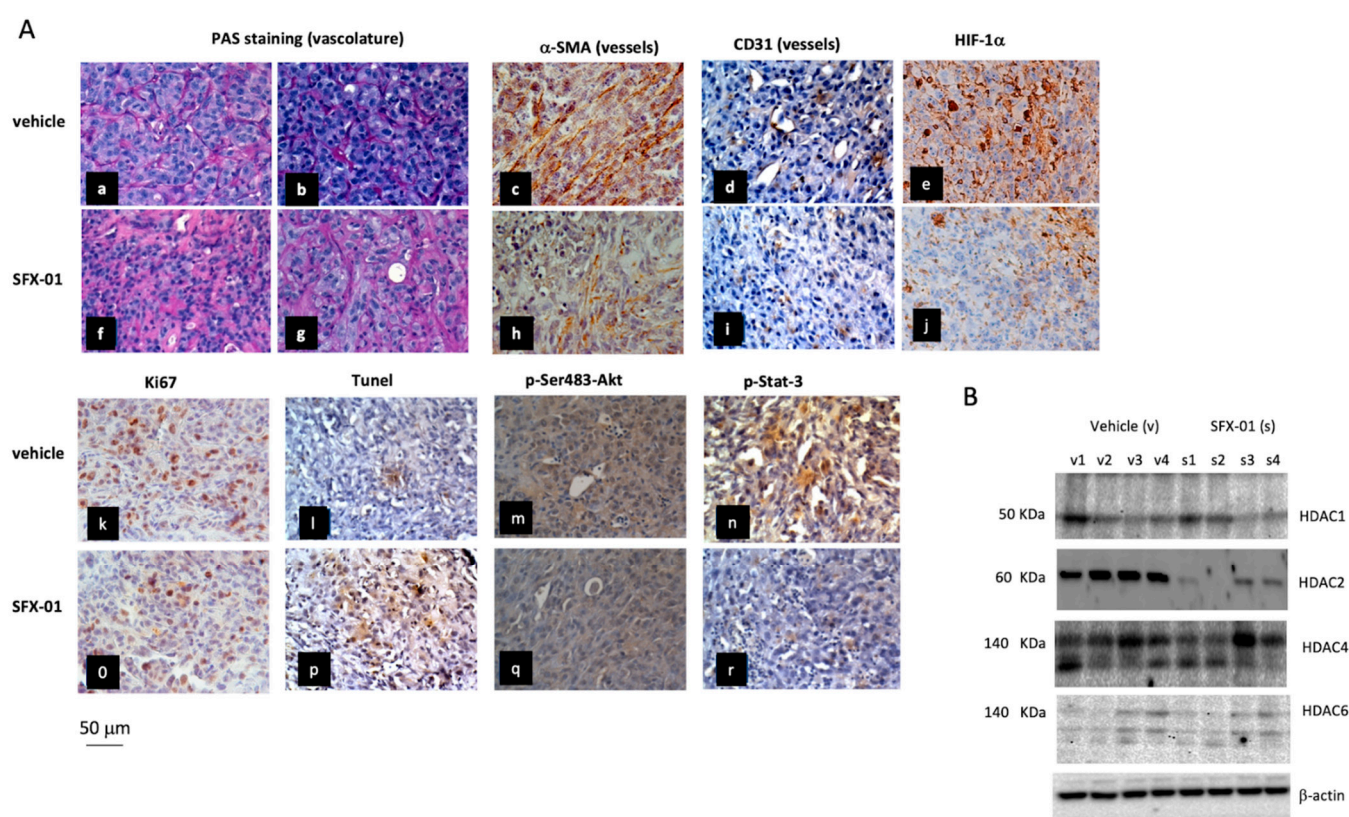 A
PAS staining (vascolature)
α-SMA (vessels)
CD31 (vessels)
HIF-1α
vehicle
a
b
c
d
e
SFX-01
f
g
h
i
j
Ki67
Tunel
p-Ser483-Akt
p-Stat-3
vehicle
k
l
m
n
SFX-01
o
p
q
r
50 μm
B
Vehicle (v)
SFX-01 (s)
v1 v2 v3 v4 s1 s2 s3 s4
50 KDa
HDAC1
60 KDa
HDAC2
140 KDa
HDAC4
140 KDa
HDAC6
β-actin